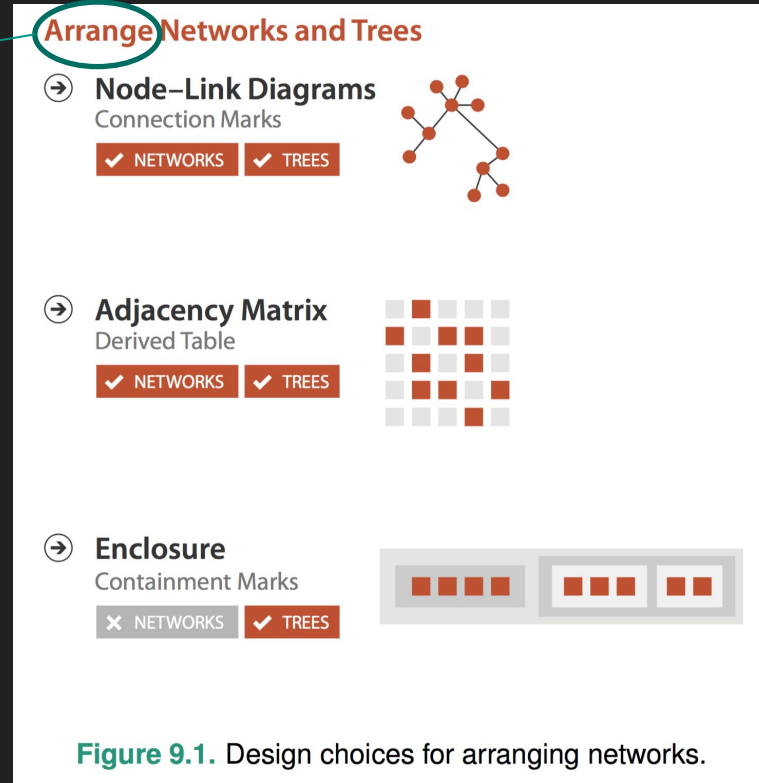 Arrange Networks and Trees
Node–Link Diagrams
Connection Marks
NETWORKS TREES
Adjacency Matrix
Derived Table
NETWORKS TREES
Enclosure
Containment Marks
NETWORKS TREES
Figure 9.1. Design choices for arranging networks.